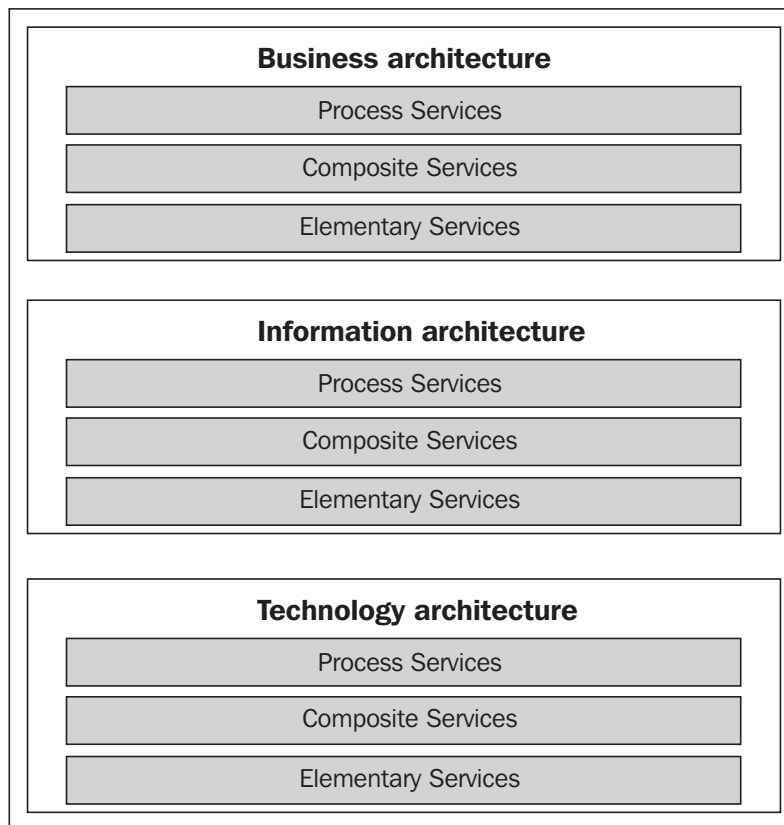 Business architecture
Process Services
Composite Services
Elementary Services
Information architecture
Process Services
Composite Services
Elementary Services
Technology architecture
Process Services
Composite Services
Elementary Services